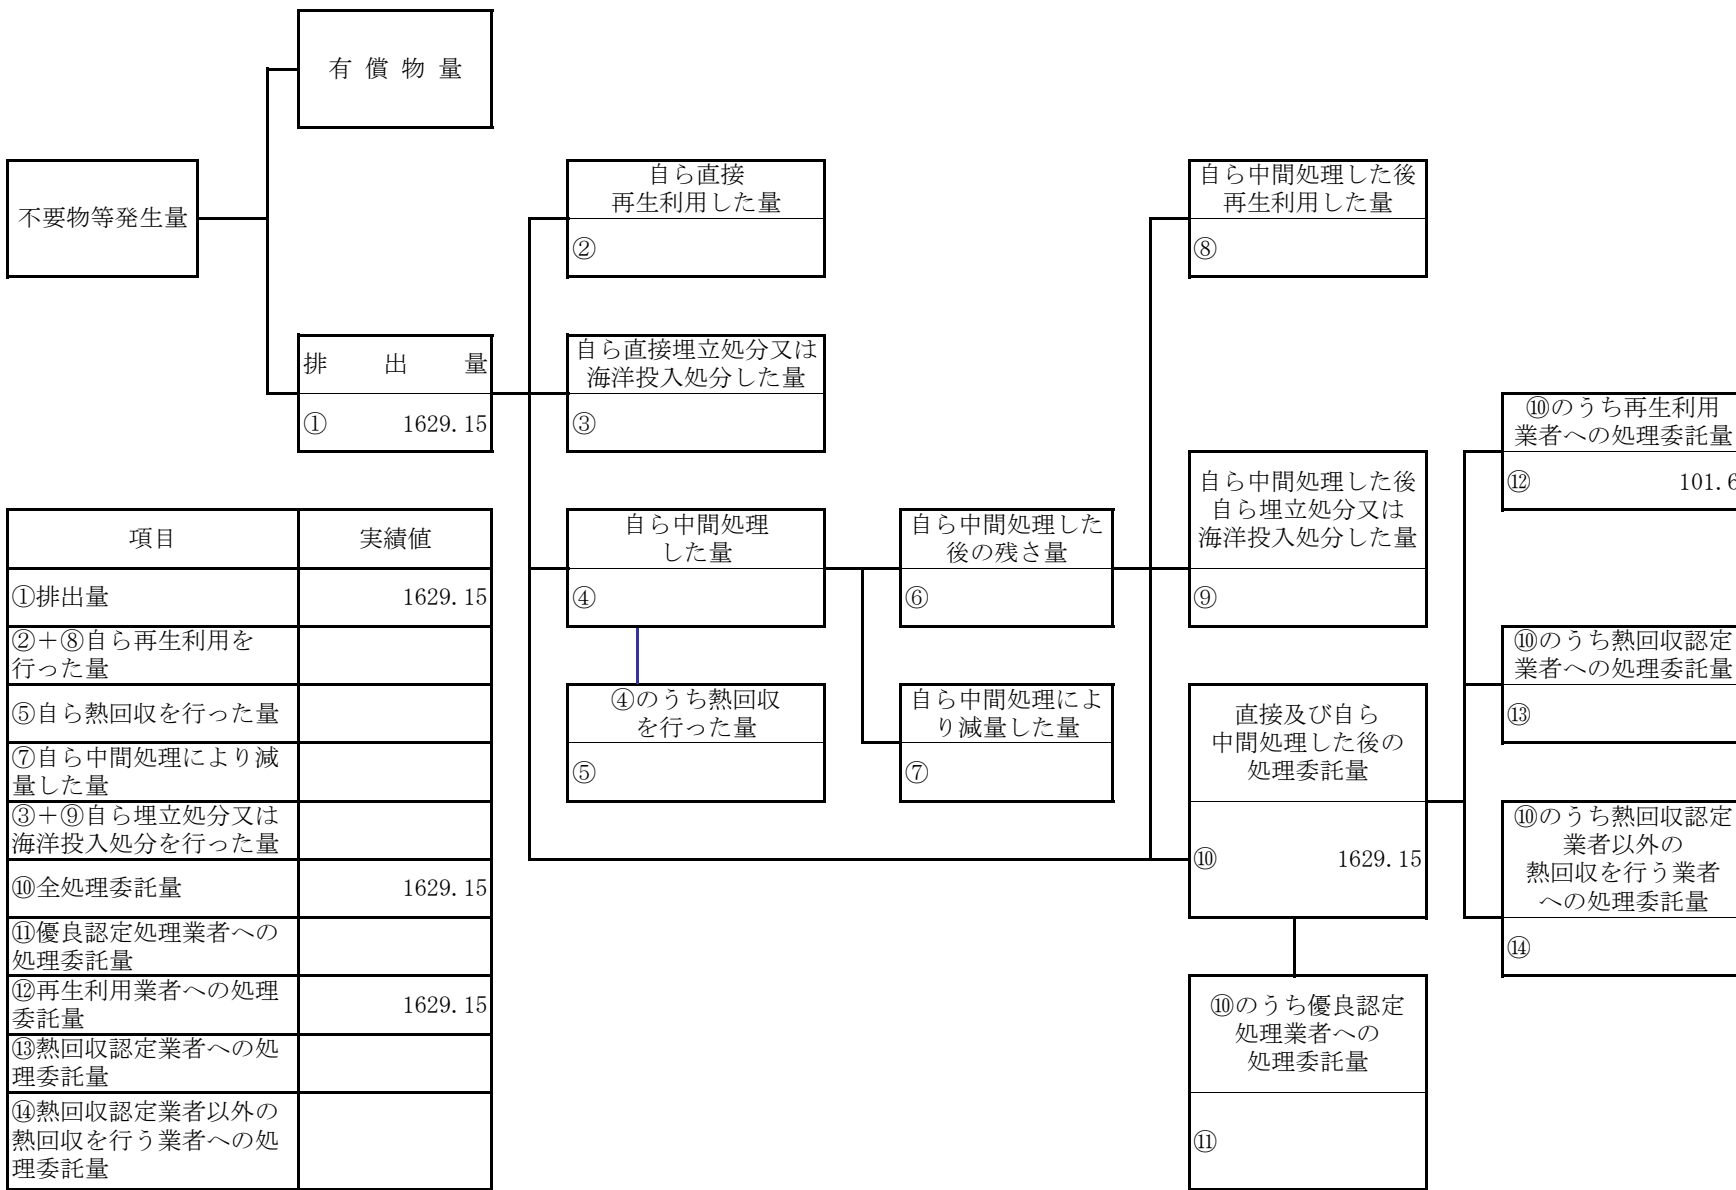 有償物量
不要物等発生量
自ら直接
再生利用した量
②
自ら中間処理した後
再生利用した量
⑧
排出量
① 1629.15
自ら直接埋立処分又は
海洋投入処分した量
③
⑩のうち再生利用
業者への処理委託量
⑫ 101.6
自ら中間処理した後
自ら埋立処分又は
海洋投入処分した量
⑨
自ら中間処理
した量
④
自ら中間処理した
後の残さ量
⑥
⑩のうち熱回収認定
業者への処理委託量
⑬
④のうち熱回収
を行った量
⑤
自ら中間処理によ
り減量した量
⑦
直接及び自ら
中間処理した後の
処理委託量
⑩ 1629.15
⑩のうち熱回収認定
業者以外の
熱回収を行う業者
への処理委託量
⑭
⑩のうち優良認定
処理業者への
処理委託量
⑪
項目 実績値
①排出量 1629.15
②＋⑧自ら再生利用を
行った量
⑤自ら熱回収を行った量
⑦自ら中間処理により減
量した量
③＋⑨自ら埋立処分又は
海洋投入処分を行った量
⑩全処理委託量 1629.15
⑪優良認定処理業者への
処理委託量
⑫再生利用業者への処理
委託量 1629.15
⑬熱回収認定業者への処
理委託量
⑭熱回収認定業者以外の
熱回収を行う業者への処
理委託量